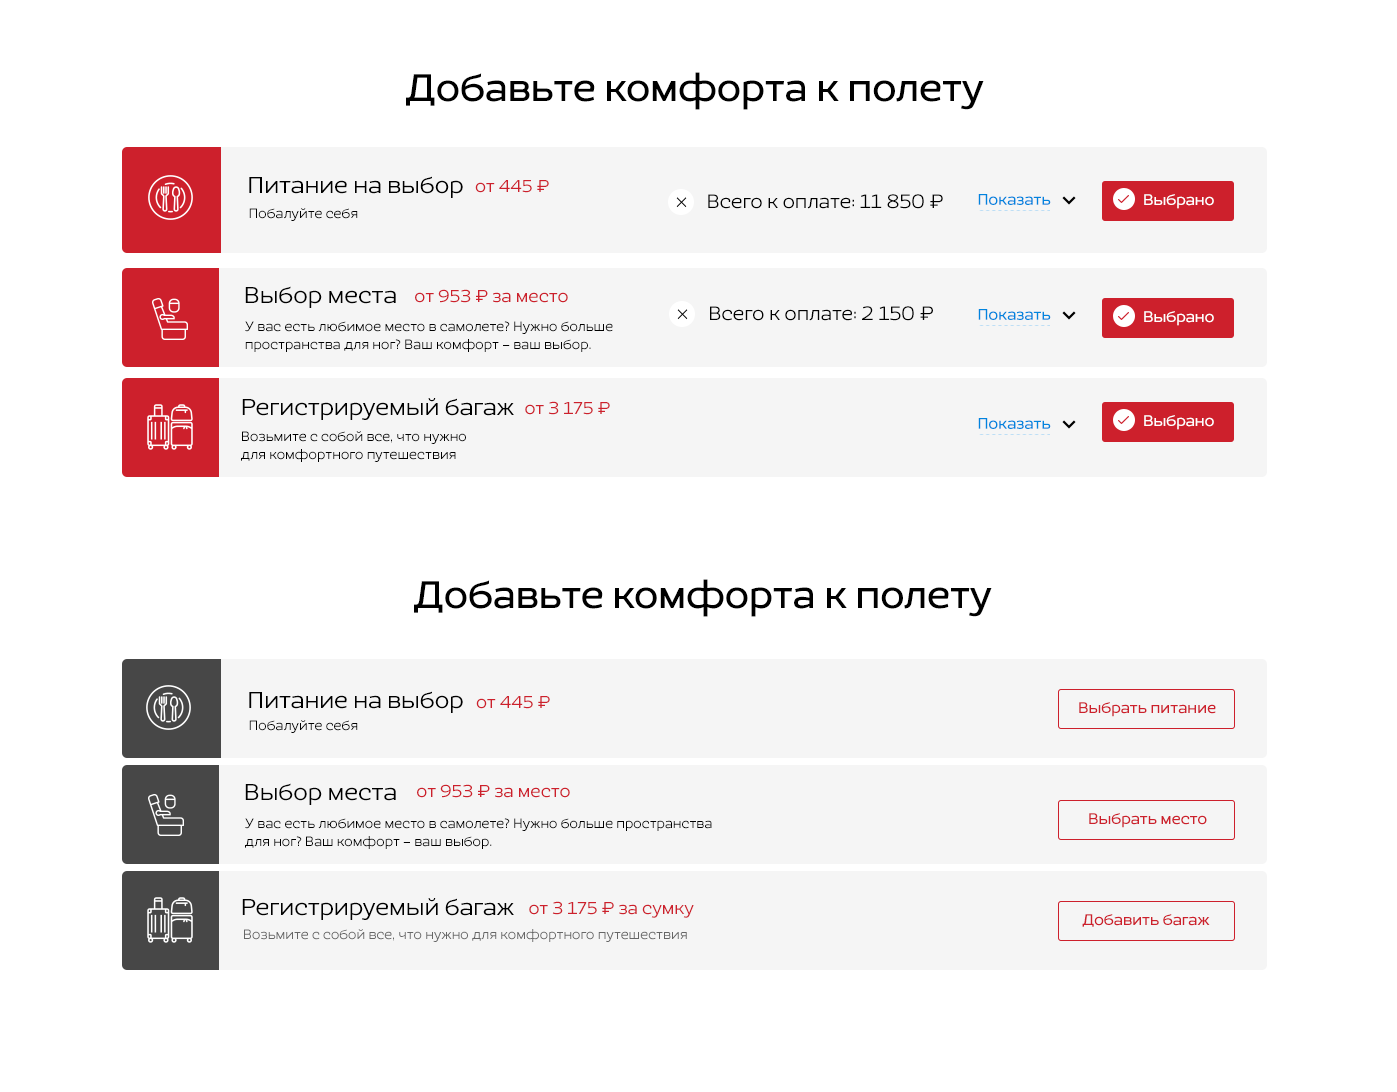 Добавьте комфорта к полету
Питание на выбор от 445 ₽
Побалуйте себя
Всего к оплате: 11 850 ₽
Показать
Выбрано
Выбор места от 953 ₽ за место
У вас есть любимое место в самолете? Нужно больше
пространства для ног? Ваш комфорт – ваш выбор.
Всего к оплате: 2 150 ₽
Показать
Выбрано
Регистрируемый багаж от 3 175 ₽
Возьмите с собой все, что нужно
для комфортного путешествия
Показать
Выбрано
Добавьте комфорта к полету
Питание на выбор от 445 ₽
Побалуйте себя
Выбрать питание
Выбор места от 953 ₽ за место
У вас есть любимое место в самолете? Нужно больше пространства
для ног? Ваш комфорт – ваш выбор.
Выбрать место
Регистрируемый багаж от 3 175 ₽ за сумку
Возьмите с собой все, что нужно для комфортного путешествия
Добавить багаж